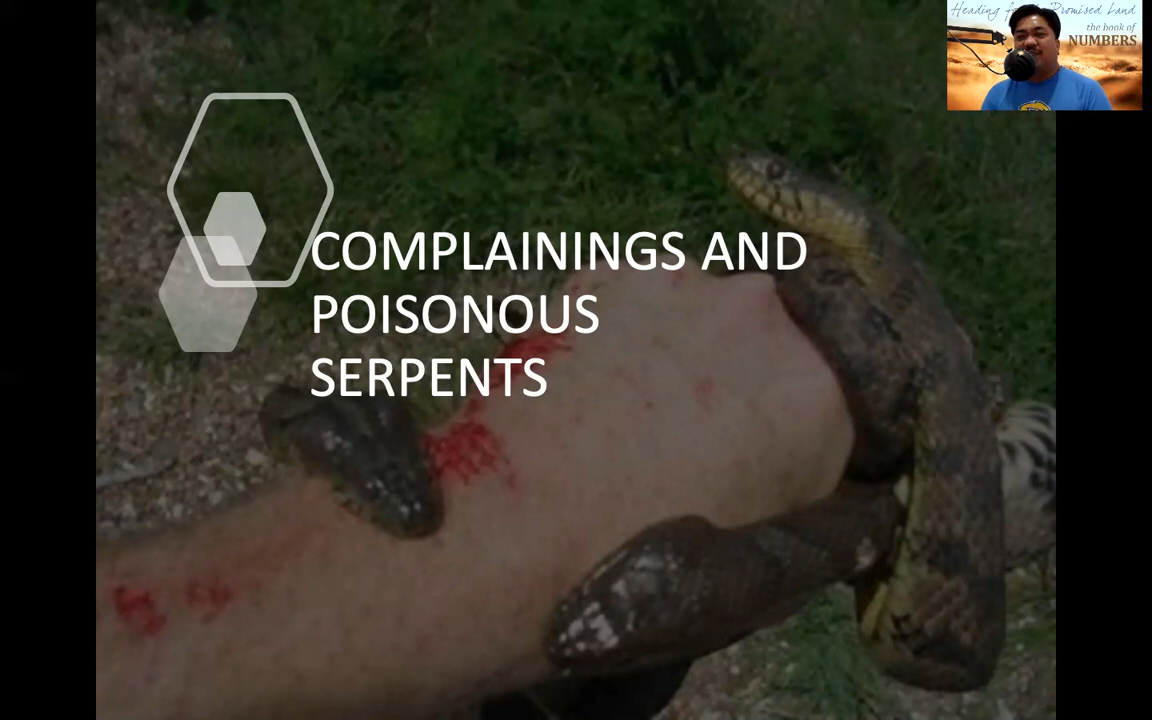 Heading for the Promised Land
the book of
NUMBERS
COMPLAININGS AND
POISONOUS
SERPENTS